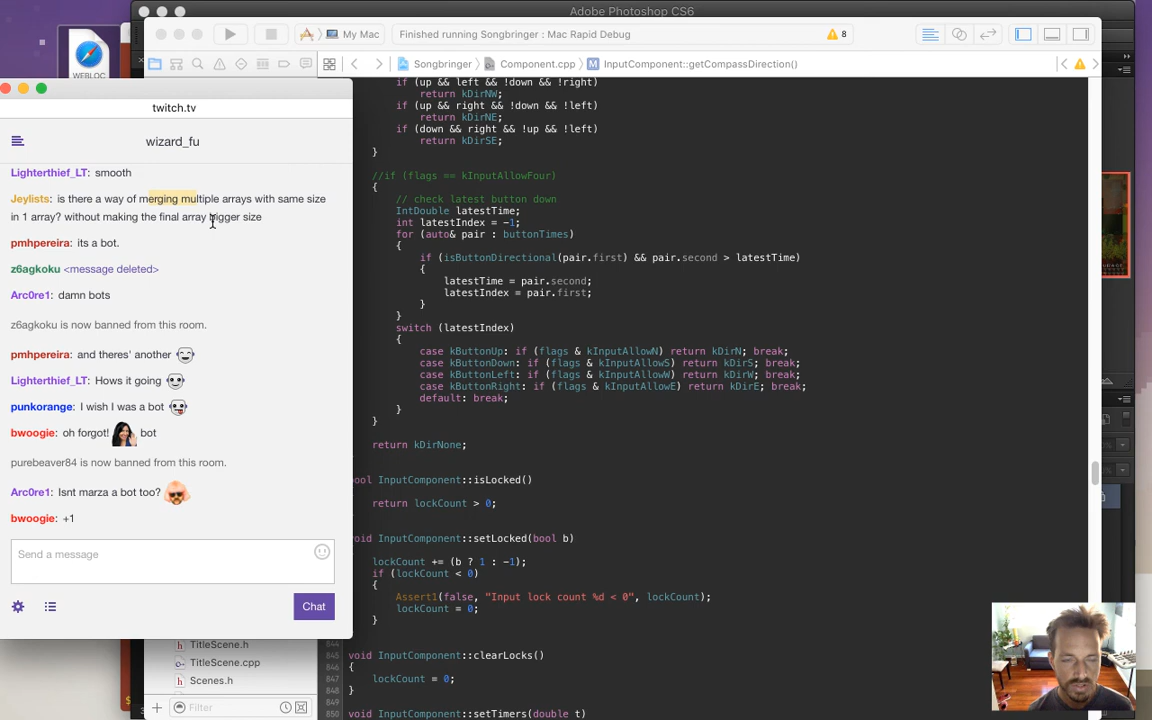 Adobe Photoshop CS6
My Mac
Finished running Songbringer : Mac Rapid Debug
8
WEBLOC
Songbringer
Component.cpp
M
InputComponent::getCompassDirection()
twitch.tv
wizard_fu
Lighterthief_LT: smooth
Jeylists: is there a way of merging multiple arrays with same size
in 1 array? without making the final array bigger size
pmhpereira: its a bot.
z6agkoku <message deleted>
Arc0re1: damn bots
z6agkoku is now banned from this room.
pmhpereira: and theres' another
Lighterthief_LT: Hows it going
punkorange: I wish I was a bot
bwoogie: oh forgot! bot
purebeaver84 is now banned from this room.
Arc0re1: Isnt marza a bot too?
bwoogie: +1
Send a message
Chat
if (up && left && !down && !right)
return kDirNW;
if (up && right && !down && !left)
return kDirNE;
if (down && right && !up && !left)
return kDirSE;
}
//if (flags == kInputAllowFour)
{
// check latest button down
IntDouble latestTime;
int latestIndex = -1;
for (auto& pair : buttonTimes)
{
if (isButtonDirectional(pair.first) && pair.second > latestTime)
{
latestTime = pair.second;
latestIndex = pair.first;
}
}
switch (latestIndex)
{
case kButtonUp: if (flags & kInputAllowN) return kDirN; break;
case kButtonDown: if (flags & kInputAllowS) return kDirS; break;
case kButtonLeft: if (flags & kInputAllowW) return kDirW; break;
case kButtonRight: if (flags & kInputAllowE) return kDirE; break;
default: break;
}
}
return kDirNone;
ool InputComponent::isLocked()
return lockCount > 0;
oid InputComponent::setLocked(bool b)
lockCount += (b ? 1 : -1);
if (lockCount < 0)
{
Assert1(false, "Input lock count %d < 0", lockCount);
lockCount = 0;
}
844
845 void InputComponent::clearLocks()
846 {
847 lockCount = 0;
848 }
849
850 void InputComponent::setTimers(double t)
h TitleScene.h
c+ TitleScene.cpp
h Scenes.h
Filter